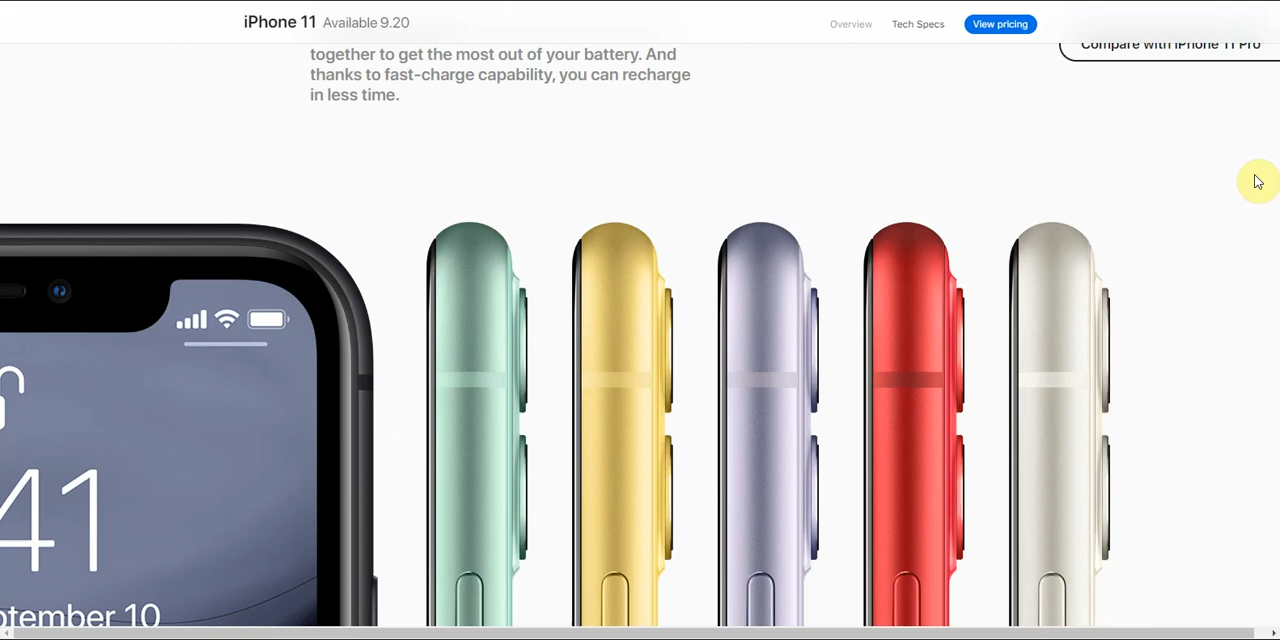 iPhone 11 Available 9.20
Overview Tech Specs View pricing
together to get the most out of your battery. And
thanks to fast-charge capability, you can recharge
in less time.
Compare with iPhone 11 Pro
41
10